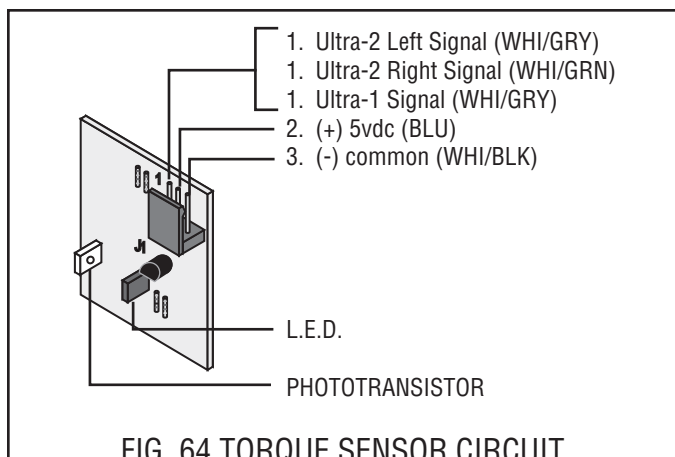 1. Ultra-2 Left Signal (WHI/GRY)
1. Ultra-2 Right Signal (WHI/GRN)
1. Ultra-1 Signal (WHI/GRY)
2. (+) 5vdc (BLU)
3. (-) common (WHI/BLK)
1
J1
L.E.D.
PHOTOTRANSISTOR
FIG. 64 TORQUE SENSOR CIRCUIT